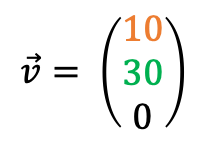 10
v⃗ = ( 30 )
0